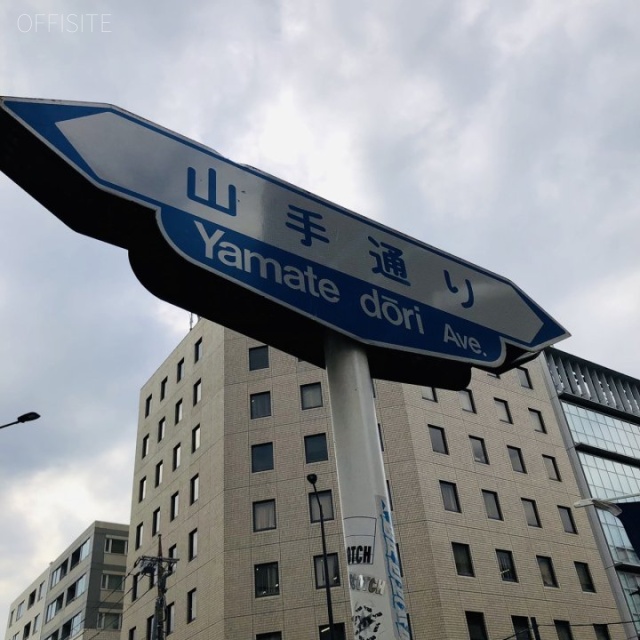 OFFISITE
山手通り
Yamate dōri Ave.